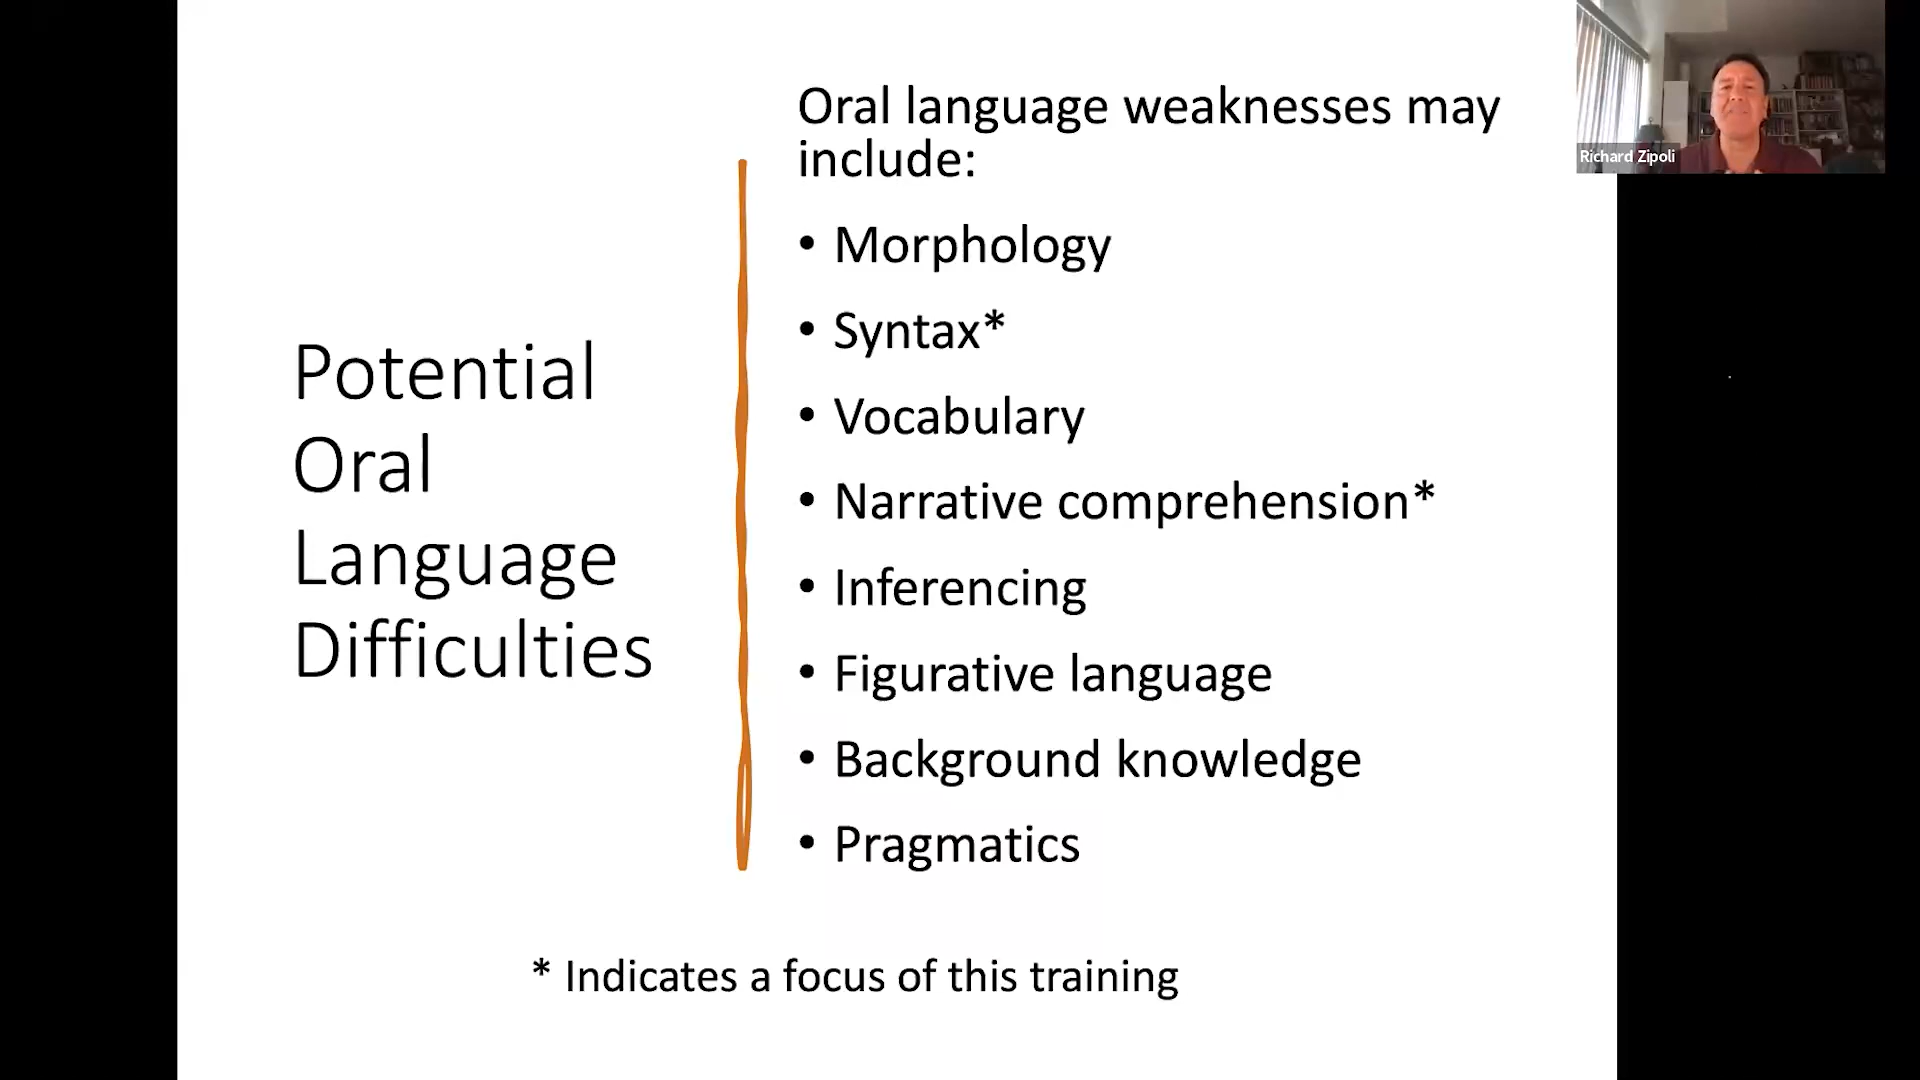 Potential
Oral
Language
Difficulties
Oral language weaknesses may
include:
• Morphology
• Syntax*
• Vocabulary
• Narrative comprehension*
• Inferencing
• Figurative language
• Background knowledge
• Pragmatics
* Indicates a focus of this training
Richard Zipoli